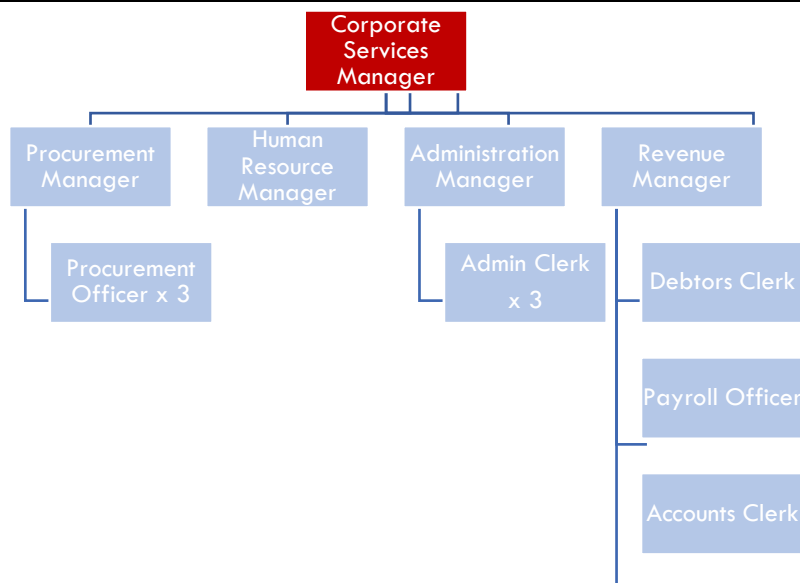 Corporate
Services
Manager
Procurement
Manager
Human
Resource
Manager
Administration
Manager
Revenue
Manager
Procurement
Officer x 3
Admin Clerk
x 3
Debtors Clerk
Payroll Officer
Accounts Clerk